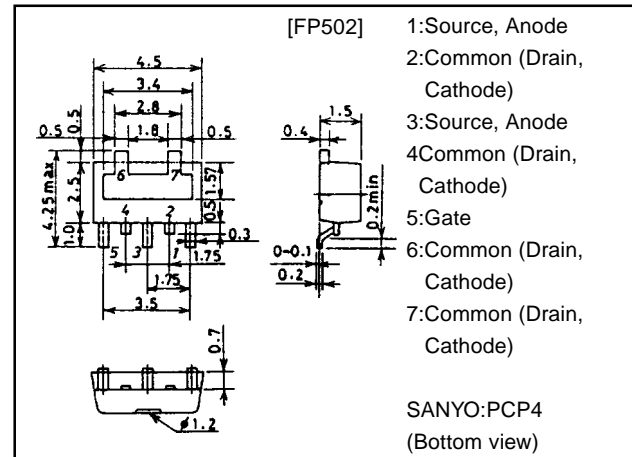 [FP502]
1:Source, Anode
2:Common (Drain,
Cathode)
3:Source, Anode
4Common (Drain,
Cathode)
5:Gate
6:Common (Drain,
Cathode)
7:Common (Drain,
Cathode)
SANYO:PCP4
(Bottom view)
4.5
3.4
2.8
0.5 1.8 0.5
0.5
6 7
4.25max
2.5
1.57
0.5
1.0
4 2
0.3
5 3 1 1.75
1.75
3.5
1.5
0.4
0.2min
0~0.1
0.2
0.7
ø1.2